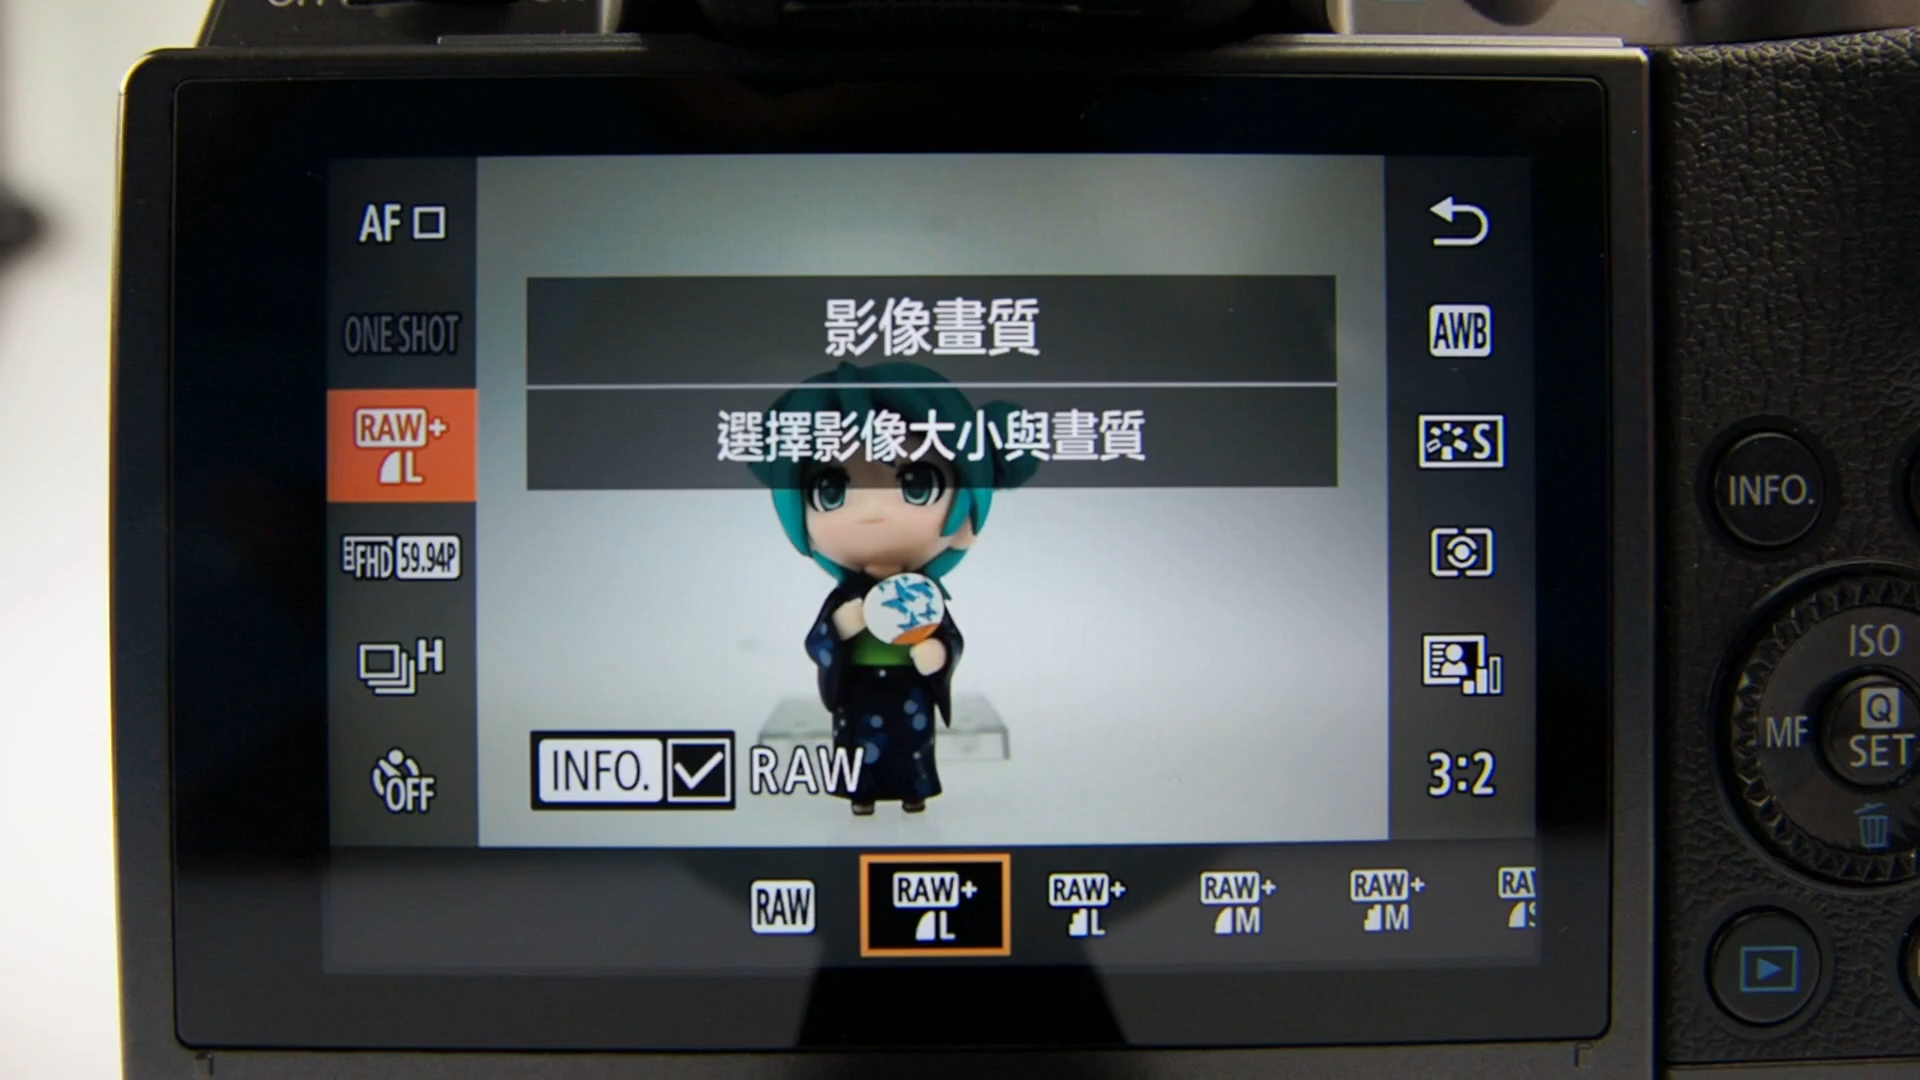 AF
ONE SHOT
RAW+
L
FHD 59.94P
H
OFF
影像畫質
選擇影像大小與畫質
INFO. RAW
AWB
S
3:2
RAW
RAW+
L
RAW+
L
RAW+
M
RAW+
M
RAW
S
INFO.
ISO
MF
Q
SET